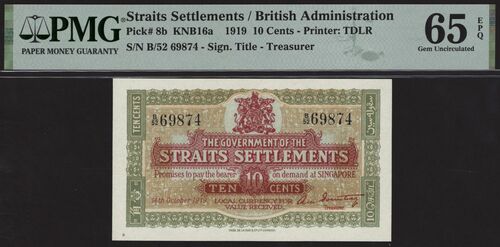 PMG
PAPER MONEY GUARANTY
Straits Settlements / British Administration
Pick# 8b KNB16a 1919 10 Cents - Printer: TDLR
S/N B/52 69874 - Sign. Title - Treasurer
65 EPQ
Gem Uncirculated
TEN CENTS
B/52 69874
B/52 69874
THE GOVERNMENT OF THE
STRAITS SETTLEMENTS
Promises to pay the bearer on demand at SINGAPORE
TEN 10 CENTS
14th October 1919.
LOCAL CURRENCY FOR
VALUE RECEIVED.
TREASURER
10